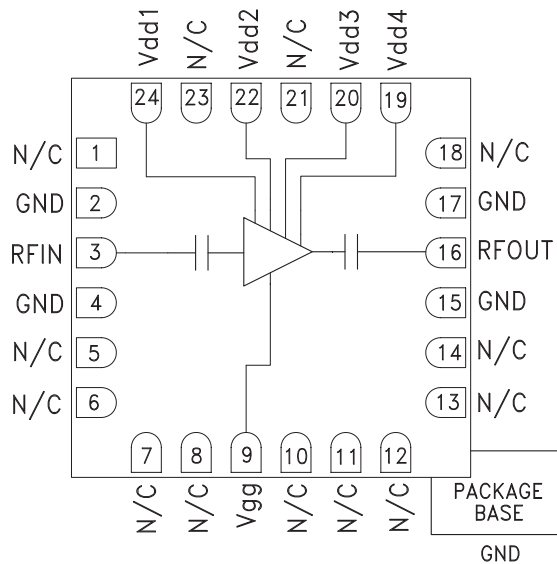 Vdd1 N/C Vdd2 N/C Vdd3 Vdd4
24 23 22 21 20 19
N/C 1
GND 2
RFIN 3
GND 4
N/C 5
N/C 6
18 N/C
17 GND
16 RFOUT
15 GND
14 N/C
13 N/C
7 8 9 10 11 12
N/C N/C Vgg N/C N/C N/C
PACKAGE
BASE
GND